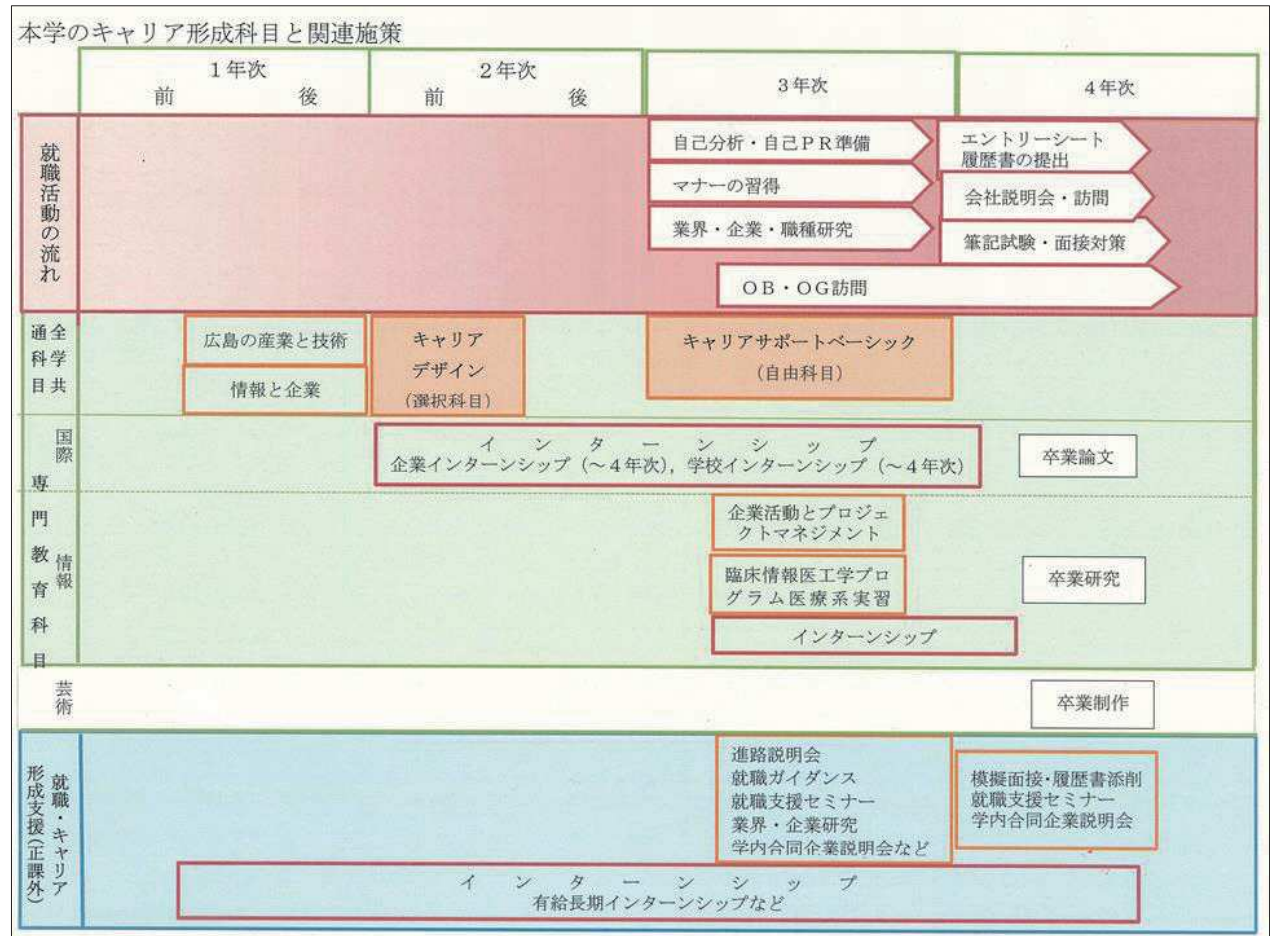 本学のキャリア形成科目と関連施策
1年次
前 後
2年次
前 後
3年次
4年次
就職活動の流れ
自己分析・自己PR準備
マナーの習得
業界・企業・職種研究
エントリーシート
履歴書の提出
会社説明会・訪問
筆記試験・面接対策
OB・OG訪問
全学共
通科目
広島の産業と技術
情報と企業
キャリア
デザイン
(選択科目)
キャリアサポートベーシック
(自由科目)
専門教育科目
国際
インターンシップ
企業インターンシップ(~4年次),学校インターンシップ(~4年次)
卒業論文
情報
企業活動とプロジェ
クトマネジメント
臨床情報医工学プロ
グラム医療系実習
インターンシップ
卒業研究
芸術
卒業制作
就職・キャリア
形成支援(正課外)
進路説明会
就職ガイダンス
就職支援セミナー
業界・企業研究
学内合同企業説明会など
模擬面接・履歴書添削
就職支援セミナー
学内合同企業説明会
インターンシップ
有給長期インターンシップなど